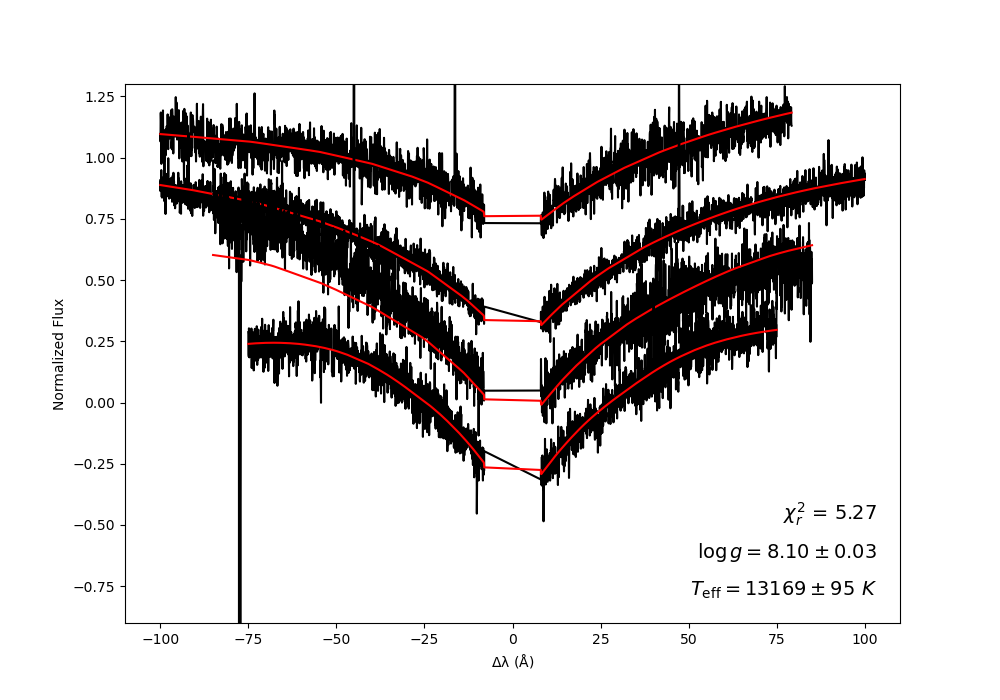 1.25
1.00
0.75
0.50
0.25
0.00
−0.25
−0.50
−0.75
Normalized Flux
χ²ᵣ = 5.27
log g = 8.10 ± 0.03
T_eff = 13169 ± 95 K
−100 −75 −50 −25 0 25 50 75 100
Δλ (Å)